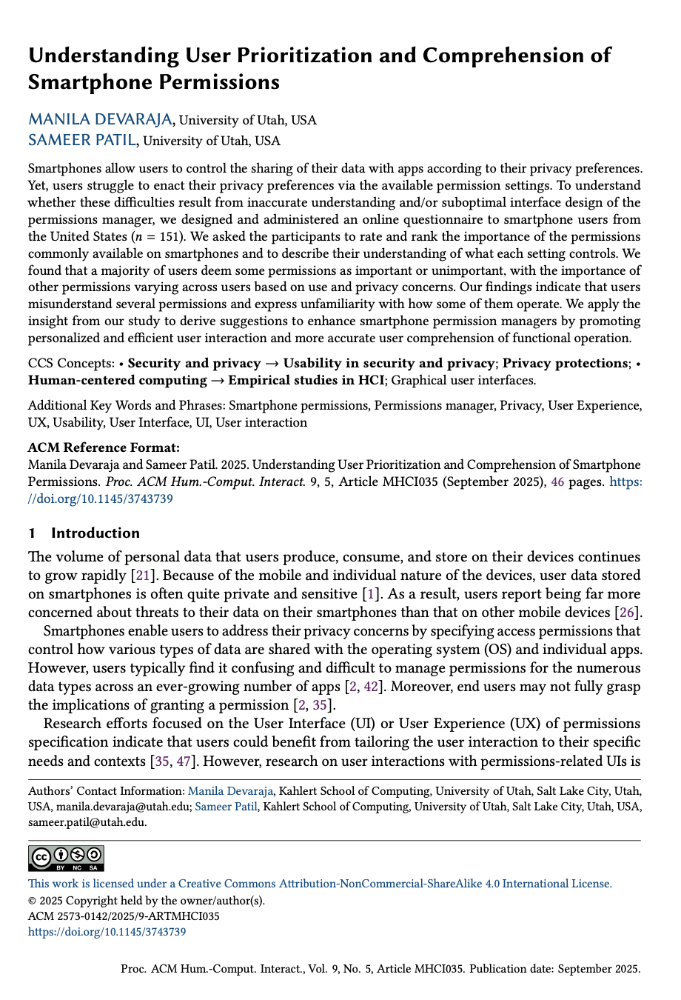 Understanding User Prioritization and Comprehension of
Smartphone Permissions
MANILA DEVARAJA, University of Utah, USA
SAMEER PATIL, University of Utah, USA
Smartphones allow users to control the sharing of their data with apps according to their privacy preferences.
Yet, users struggle to enact their privacy preferences via the available permission settings. To understand
whether these difficulties result from inaccurate understanding and/or suboptimal interface design of the
permissions manager, we designed and administered an online questionnaire to smartphone users from
the United States (n = 151). We asked the participants to rate and rank the importance of the permissions
commonly available on smartphones and to describe their understanding of what each setting controls. We
found that a majority of users deem some permissions as important or unimportant, with the importance of
other permissions varying across users based on use and privacy concerns. Our findings indicate that users
misunderstand several permissions and express unfamiliarity with how some of them operate. We apply the
insight from our study to derive suggestions to enhance smartphone permission managers by promoting
personalized and efficient user interaction and more accurate user comprehension of functional operation.
CCS Concepts: • Security and privacy → Usability in security and privacy; Privacy protections; •
Human-centered computing → Empirical studies in HCI; Graphical user interfaces.
Additional Key Words and Phrases: Smartphone permissions, Permissions manager, Privacy, User Experience,
UX, Usability, User Interface, UI, User interaction
ACM Reference Format:
Manila Devaraja and Sameer Patil. 2025. Understanding User Prioritization and Comprehension of Smartphone
Permissions. Proc. ACM Hum.-Comput. Interact. 9, 5, Article MHCI035 (September 2025), 46 pages. https:
//doi.org/10.1145/3743739
1 Introduction
The volume of personal data that users produce, consume, and store on their devices continues
to grow rapidly [21]. Because of the mobile and individual nature of the devices, user data stored
on smartphones is often quite private and sensitive [1]. As a result, users report being far more
concerned about threats to their data on their smartphones than that on other mobile devices [26].
Smartphones enable users to address their privacy concerns by specifying access permissions that
control how various types of data are shared with the operating system (OS) and individual apps.
However, users typically find it confusing and difficult to manage permissions for the numerous
data types across an ever-growing number of apps [2, 42]. Moreover, end users may not fully grasp
the implications of granting a permission [2, 35].
Research efforts focused on the User Interface (UI) or User Experience (UX) of permissions
specification indicate that users could benefit from tailoring the user interaction to their specific
needs and contexts [35, 47]. However, research on user interactions with permissions-related UIs is
Authors' Contact Information: Manila Devaraja, Kahlert School of Computing, University of Utah, Salt Lake City, Utah,
USA, manila.devaraja@utah.edu; Sameer Patil, Kahlert School of Computing, University of Utah, Salt Lake City, Utah, USA,
sameer.patil@utah.edu.
cc BY NC SA
This work is licensed under a Creative Commons Attribution-NonCommercial-ShareAlike 4.0 International License.
© 2025 Copyright held by the owner/author(s).
ACM 2573-0142/2025/9-ARTMHCI035
https://doi.org/10.1145/3743739
Proc. ACM Hum.-Comput. Interact., Vol. 9, No. 5, Article MHCI035. Publication date: September 2025.